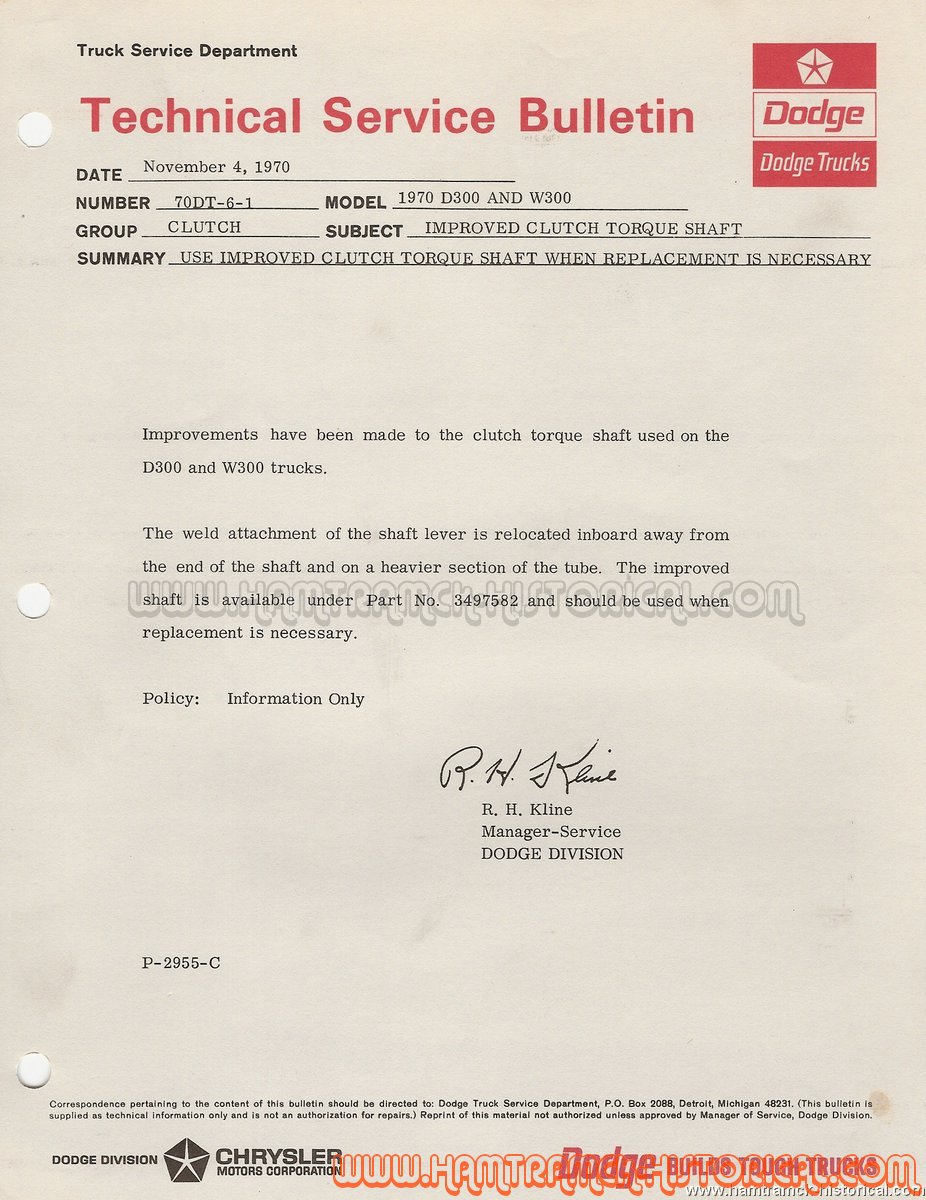 Truck Service Department
Technical Service Bulletin
Dodge
Dodge Trucks
DATE November 4, 1970
NUMBER 70DT-6-1 MODEL 1970 D300 AND W300
GROUP CLUTCH SUBJECT IMPROVED CLUTCH TORQUE SHAFT
SUMMARY USE IMPROVED CLUTCH TORQUE SHAFT WHEN REPLACEMENT IS NECESSARY
Improvements have been made to the clutch torque shaft used on the
D300 and W300 trucks.
The weld attachment of the shaft lever is relocated inboard away from
the end of the shaft and on a heavier section of the tube. The improved
www.HAMTRAMCK-HISTORICAL.com
shaft is available under Part No. 3497582 and should be used when
replacement is necessary.
Policy: Information Only
R. H. Kline
R. H. Kline
Manager-Service
DODGE DIVISION
P-2955-C
Correspondence pertaining to the content of this bulletin should be directed to: Dodge Truck Service Department, P.O. Box 2088, Detroit, Michigan 48231. (This bulletin is
supplied as technical information only and is not an authorization for repairs.) Reprint of this material not authorized unless approved by Manager of Service, Dodge Division.
DODGE DIVISION CHRYSLER MOTORS CORPORATION
Dodge BUILDS TOUGH TRUCKS
www.HAMTRAMCK-HISTORICAL.com
www.hamtramck-historical.com